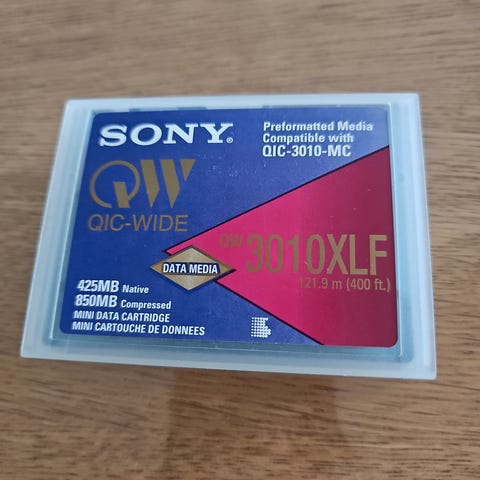 SONY®
Preformatted Media
Compatible with
QIC-3010-MC
QW
QIC-WIDE
QW 3010XLF
121.9 m (400 ft.)
DATA MEDIA
425MB Native
850MB Compressed
MINI DATA CARTRIDGE
MINI CARTOUCHE DE DONNEES